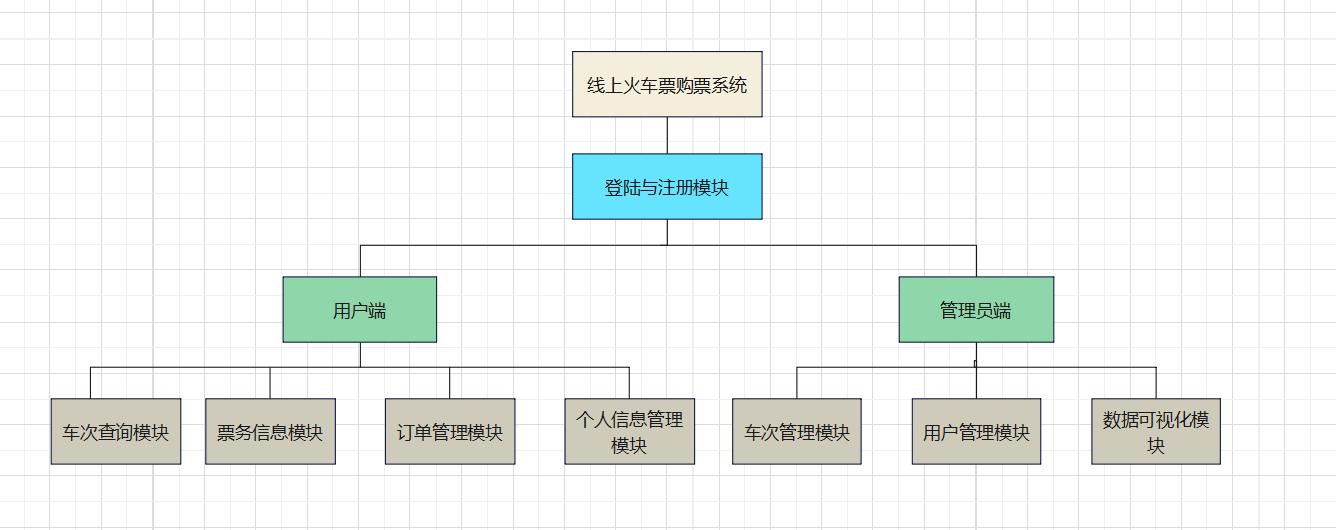 线上火车票购票系统
登陆与注册模块
用户端
管理员端
车次查询模块
票务信息模块
订单管理模块
个人信息管理
模块
车次管理模块
用户管理模块
数据可视化模
块